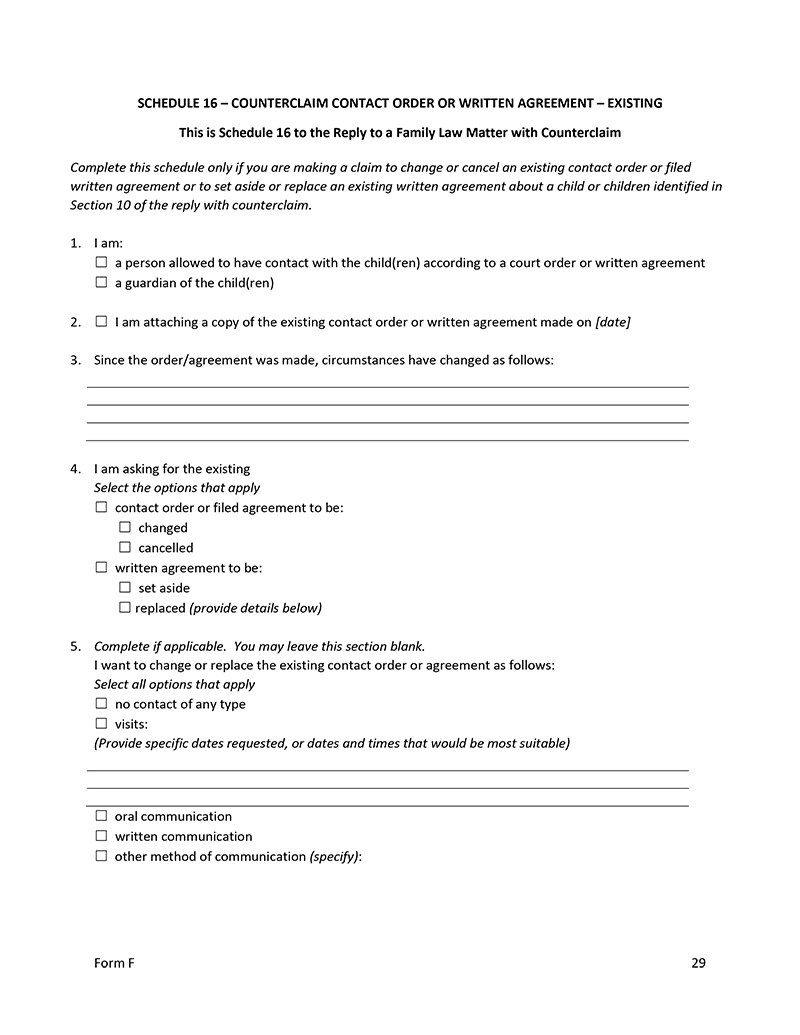 SCHEDULE 16 – COUNTERCLAIM CONTACT ORDER OR WRITTEN AGREEMENT – EXISTING
This is Schedule 16 to the Reply to a Family Law Matter with Counterclaim
Complete this schedule only if you are making a claim to change or cancel an existing contact order or filed
written agreement or to set aside or replace an existing written agreement about a child or children identified in
Section 10 of the reply with counterclaim.
1. I am:
☐ a person allowed to have contact with the child(ren) according to a court order or written agreement
☐ a guardian of the child(ren)
2. ☐ I am attaching a copy of the existing contact order or written agreement made on [date]
3. Since the order/agreement was made, circumstances have changed as follows:
4. I am asking for the existing
Select the options that apply
☐ contact order or filed agreement to be:
☐ changed
☐ cancelled
☐ written agreement to be:
☐ set aside
☐ replaced (provide details below)
5. Complete if applicable. You may leave this section blank.
I want to change or replace the existing contact order or agreement as follows:
Select all options that apply
☐ no contact of any type
☐ visits:
(Provide specific dates requested, or dates and times that would be most suitable)
☐ oral communication
☐ written communication
☐ other method of communication (specify):
Form F 29